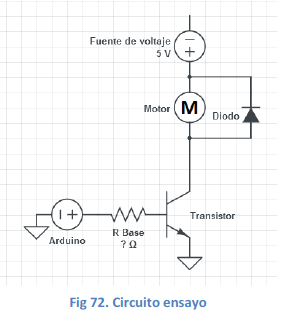 Fuente de voltaje
5 V
Motor
M
Diodo
Transistor
R Base
? Ω
Arduino
Fig 72. Circuito ensayo